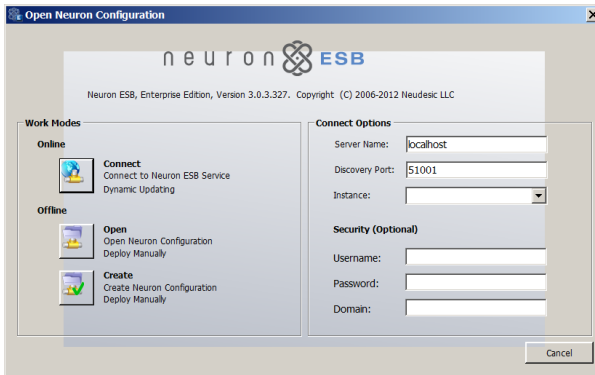 Open Neuron Configuration
neuron ESB
Neuron ESB, Enterprise Edition, Version 3.0.3.327. Copyright (C) 2006-2012 Neudesic LLC
Work Modes
Online
Connect
Connect to Neuron ESB Service
Dynamic Updating
Offline
Open
Open Neuron Configuration
Deploy Manually
Create
Create Neuron Configuration
Deploy Manually
Connect Options
Server Name: localhost
Discovery Port: 51001
Instance:
Security (Optional)
Username:
Password:
Domain:
Cancel